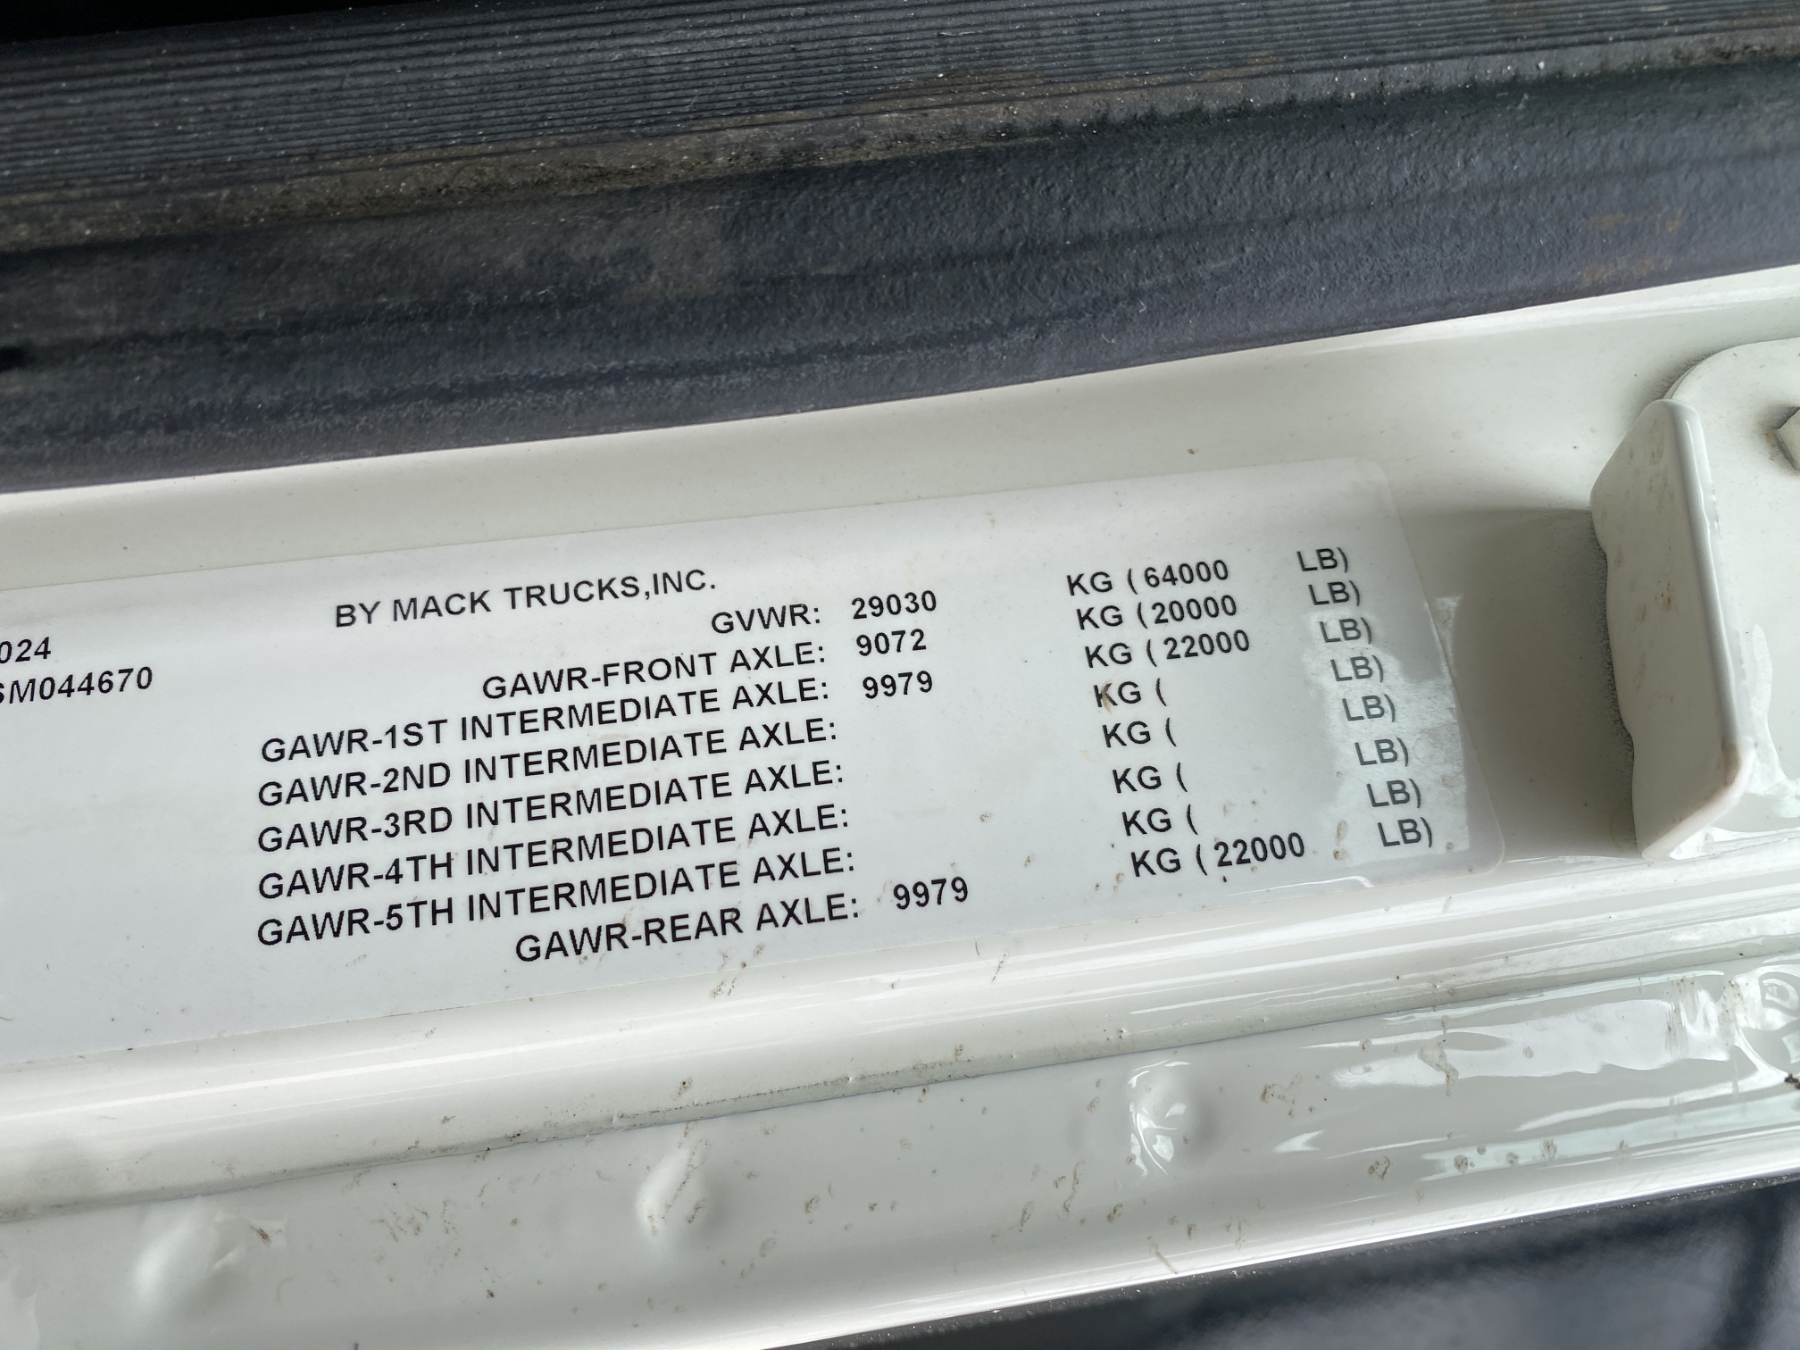 BY MACK TRUCKS,INC.
024
GVWR: 29030 KG (64000 LB)
SM044670
GAWR-FRONT AXLE: 9072 KG (20000 LB)
GAWR-1ST INTERMEDIATE AXLE: 9979 KG (22000 LB)
GAWR-2ND INTERMEDIATE AXLE: KG ( LB)
GAWR-3RD INTERMEDIATE AXLE: KG ( LB)
GAWR-4TH INTERMEDIATE AXLE: KG ( LB)
GAWR-5TH INTERMEDIATE AXLE: KG ( LB)
GAWR-REAR AXLE: 9979 KG (22000 LB)